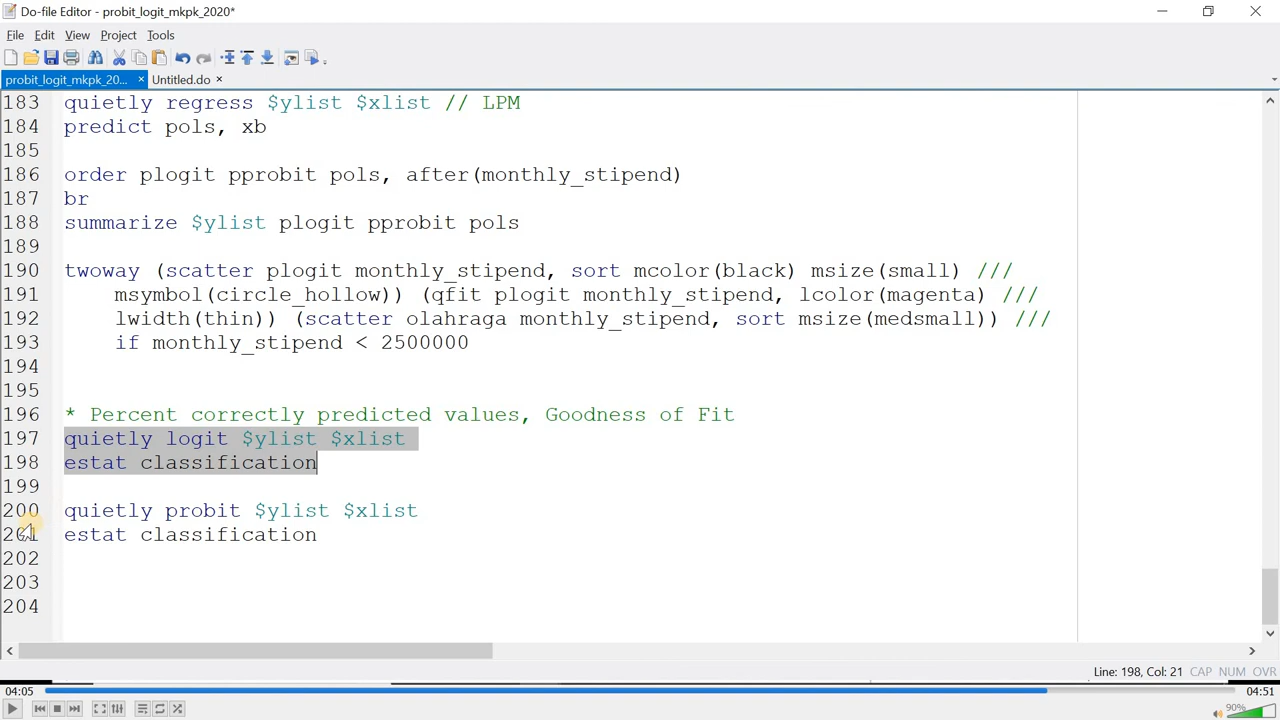 Do-file Editor - probit_logit_mkpk_2020*
File Edit View Project Tools
probit_logit_mkpk_20... × Untitled.do ×
183 quietly regress $ylist $xlist // LPM
184 predict pols, xb
185
186 order plogit pprobit pols, after(monthly_stipend)
187 br
188 summarize $ylist plogit pprobit pols
189
190 twoway (scatter plogit monthly_stipend, sort mcolor(black) msize(small) ///
191 msymbol(circle_hollow)) (qfit plogit monthly_stipend, lcolor(magenta) ///
192 lwidth(thin)) (scatter olahraga monthly_stipend, sort msize(medsmall)) ///
193 if monthly_stipend < 2500000
194
195
196 * Percent correctly predicted values, Goodness of Fit
197 quietly logit $ylist $xlist
198 estat classification
199
200 quietly probit $ylist $xlist
201 estat classification
202
203
204
Line: 198, Col: 21 CAP NUM OVR
04:05 04:51
90%